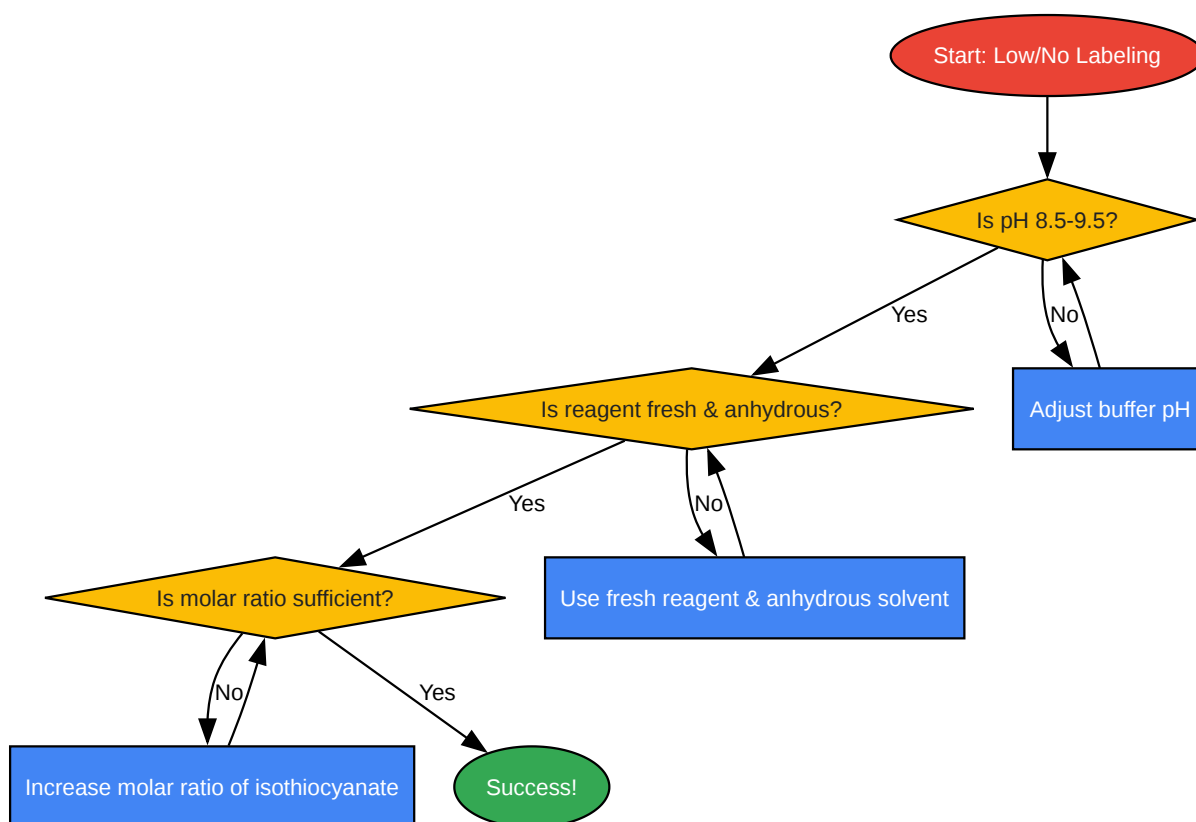 Start: Low/No Labeling
Is pH 8.5-9.5?
Yes
No
Is reagent fresh & anhydrous?
Adjust buffer pH
Yes
No
Is molar ratio sufficient?
Use fresh reagent & anhydrous solvent
No
Yes
Increase molar ratio of isothiocyanate
Success!